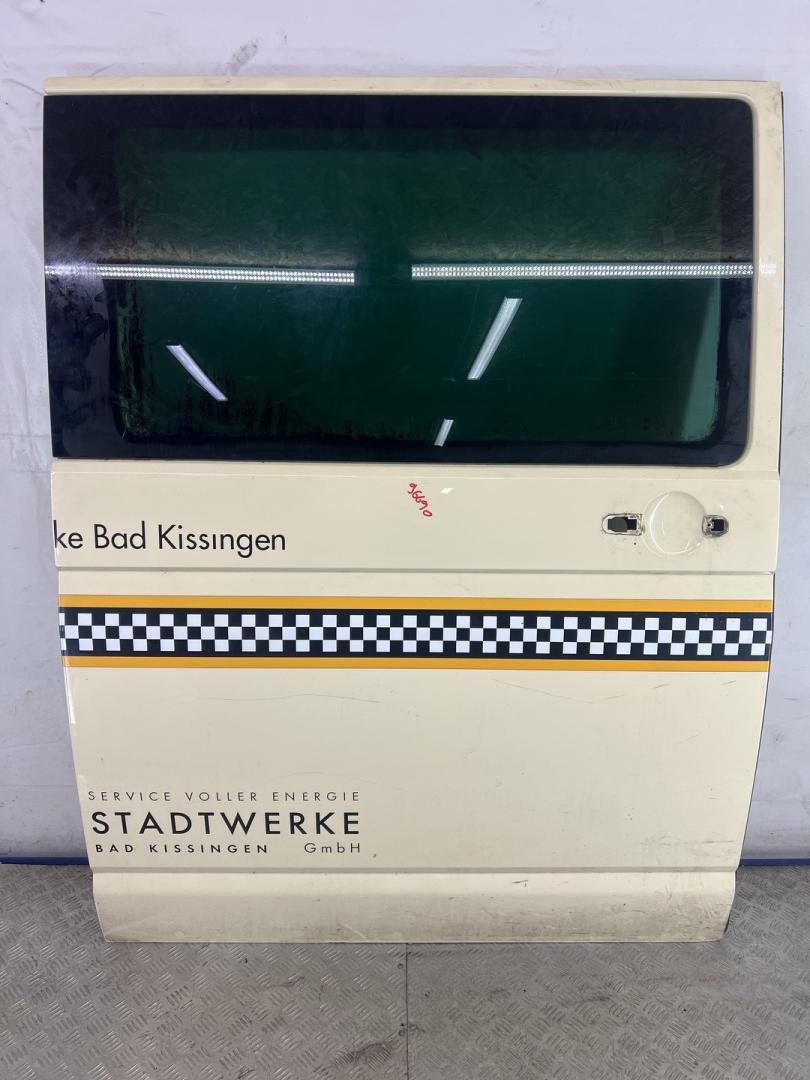 ke Bad Kissingen
SERVICE VOLLER ENERGIE
STADTWERKE
BAD KISSINGEN GmbH